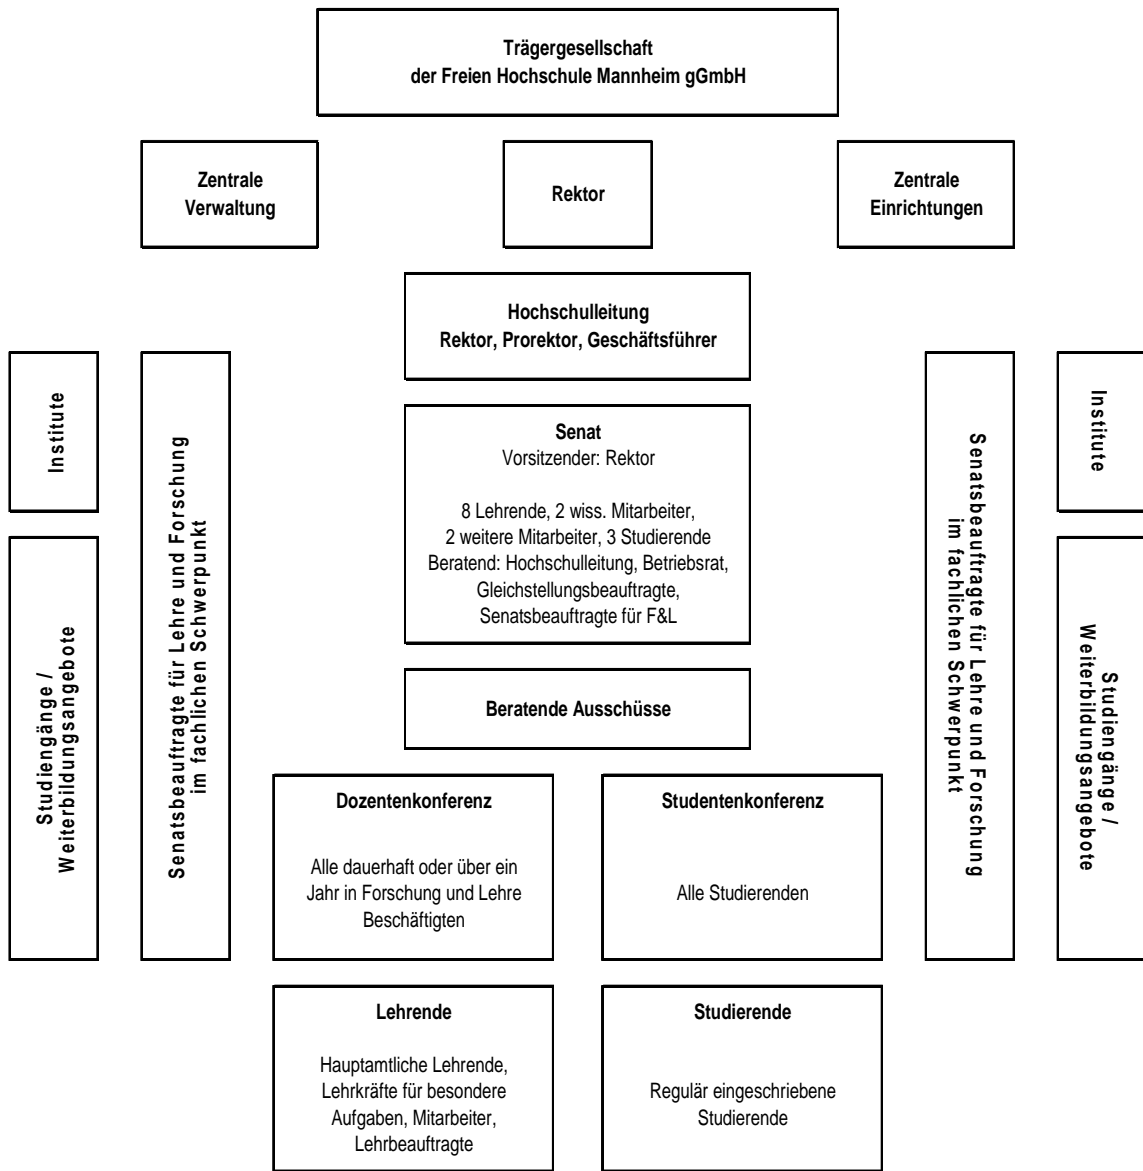 Trägergesellschaft
der Freien Hochschule Mannheim gGmbH
Zentrale
Verwaltung
Rektor
Zentrale
Einrichtungen
Hochschulleitung
Rektor, Prorektor, Geschäftsführer
Institute
Studiengänge /
Weiterbildungsangebote
Senatsbeauftragte für Lehre und Forschung
im fachlichen Schwerpunkt
Senat
Vorsitzender: Rektor
8 Lehrende, 2 wiss. Mitarbeiter,
2 weitere Mitarbeiter, 3 Studierende
Beratend: Hochschulleitung, Betriebsrat,
Gleichstellungsbeauftragte,
Senatsbeauftragte für F&L
Beratende Ausschüsse
Senatsbeauftragte für Lehre und Forschung
im fachlichen Schwerpunkt
Institute
Studiengänge /
Weiterbildungsangebote
Dozentenkonferenz
Alle dauerhaft oder über ein
Jahr in Forschung und Lehre
Beschäftigten
Studentenkonferenz
Alle Studierenden
Lehrende
Hauptamtliche Lehrende,
Lehrkräfte für besondere
Aufgaben, Mitarbeiter,
Lehrbeauftragte
Studierende
Regulär eingeschriebene
Studierende